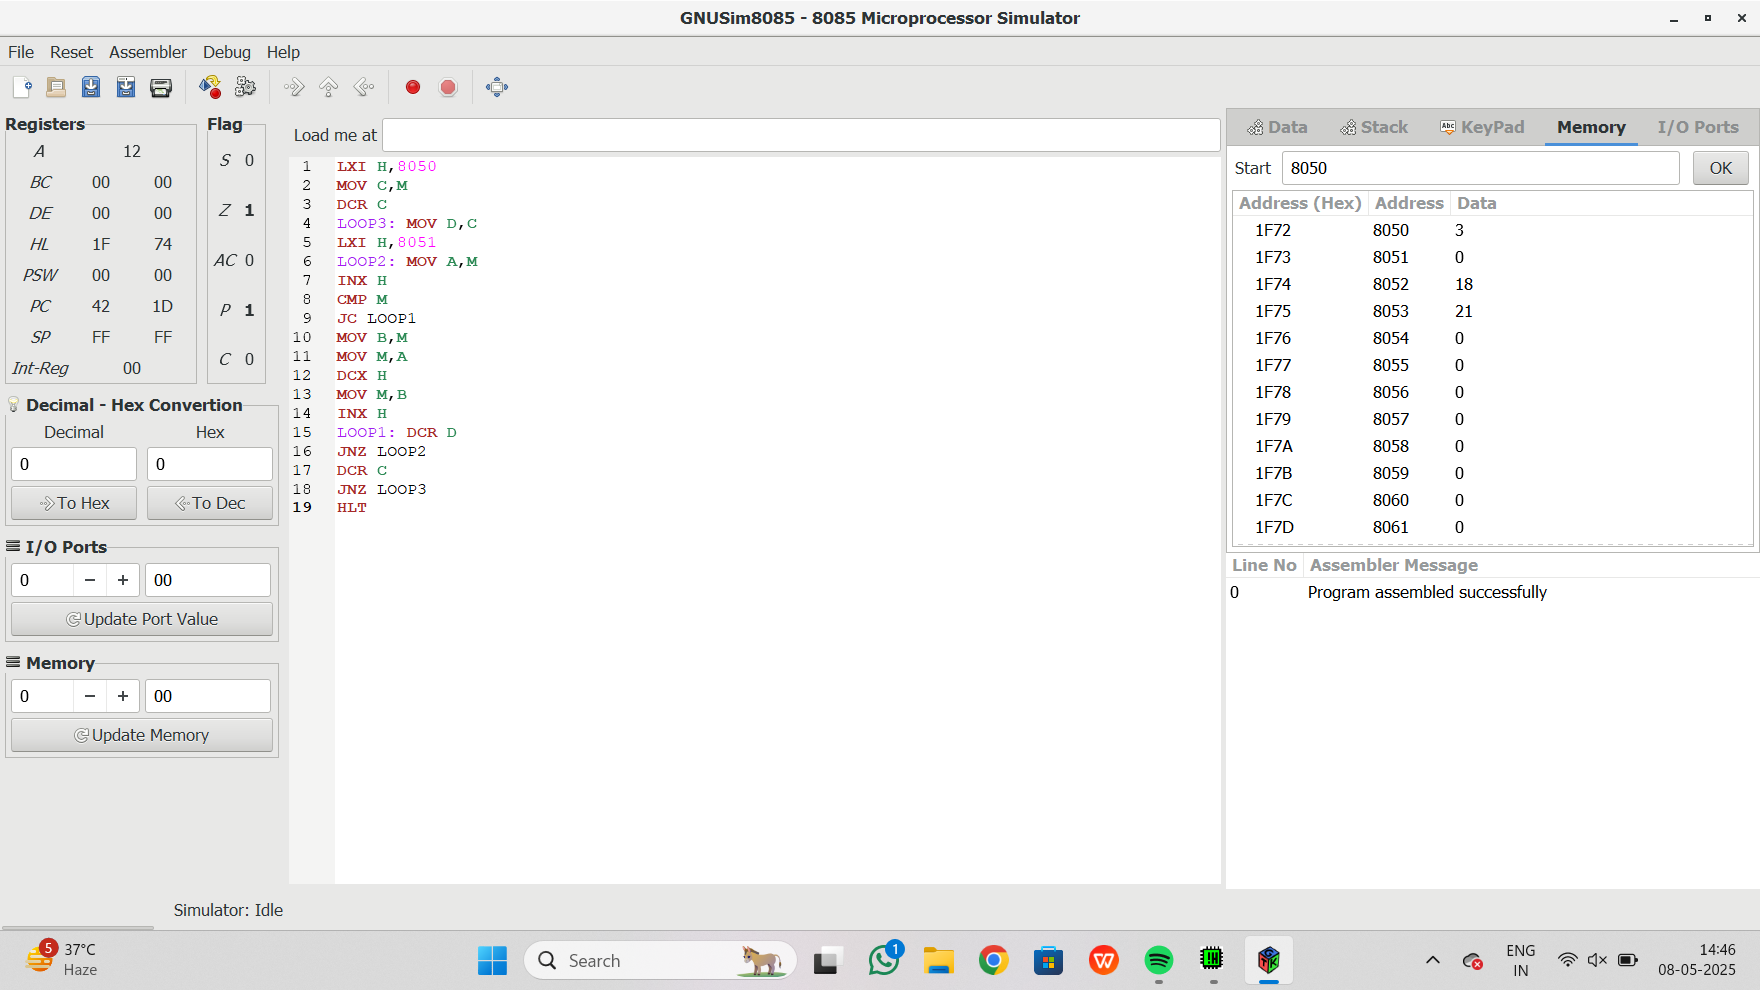 GNUSim8085 - 8085 Microprocessor Simulator
File Reset Assembler Debug Help
Registers
A 12
BC 00 00
DE 00 00
HL 1F 74
PSW 00 00
PC 42 1D
SP FF FF
Int-Reg 00
Flag
S 0
Z 1
AC 0
P 1
C 0
Decimal - Hex Convertion
Decimal Hex
0 0
To Hex To Dec
I/O Ports
0 − + 00
Update Port Value
Memory
0 − + 00
Update Memory
Load me at
1 LXI H,8050
2 MOV C,M
3 DCR C
4 LOOP3: MOV D,C
5 LXI H,8051
6 LOOP2: MOV A,M
7 INX H
8 CMP M
9 JC LOOP1
10 MOV B,M
11 MOV M,A
12 DCX H
13 MOV M,B
14 INX H
15 LOOP1: DCR D
16 JNZ LOOP2
17 DCR C
18 JNZ LOOP3
19 HLT
Data Stack Abc KeyPad Memory I/O Ports
Start 8050 OK
Address (Hex) Address Data
1F72 8050 3
1F73 8051 0
1F74 8052 18
1F75 8053 21
1F76 8054 0
1F77 8055 0
1F78 8056 0
1F79 8057 0
1F7A 8058 0
1F7B 8059 0
1F7C 8060 0
1F7D 8061 0
Line No Assembler Message
0 Program assembled successfully
Simulator: Idle
5 37°C
Haze
Search
1
W
ENG
IN
14:46
08-05-2025